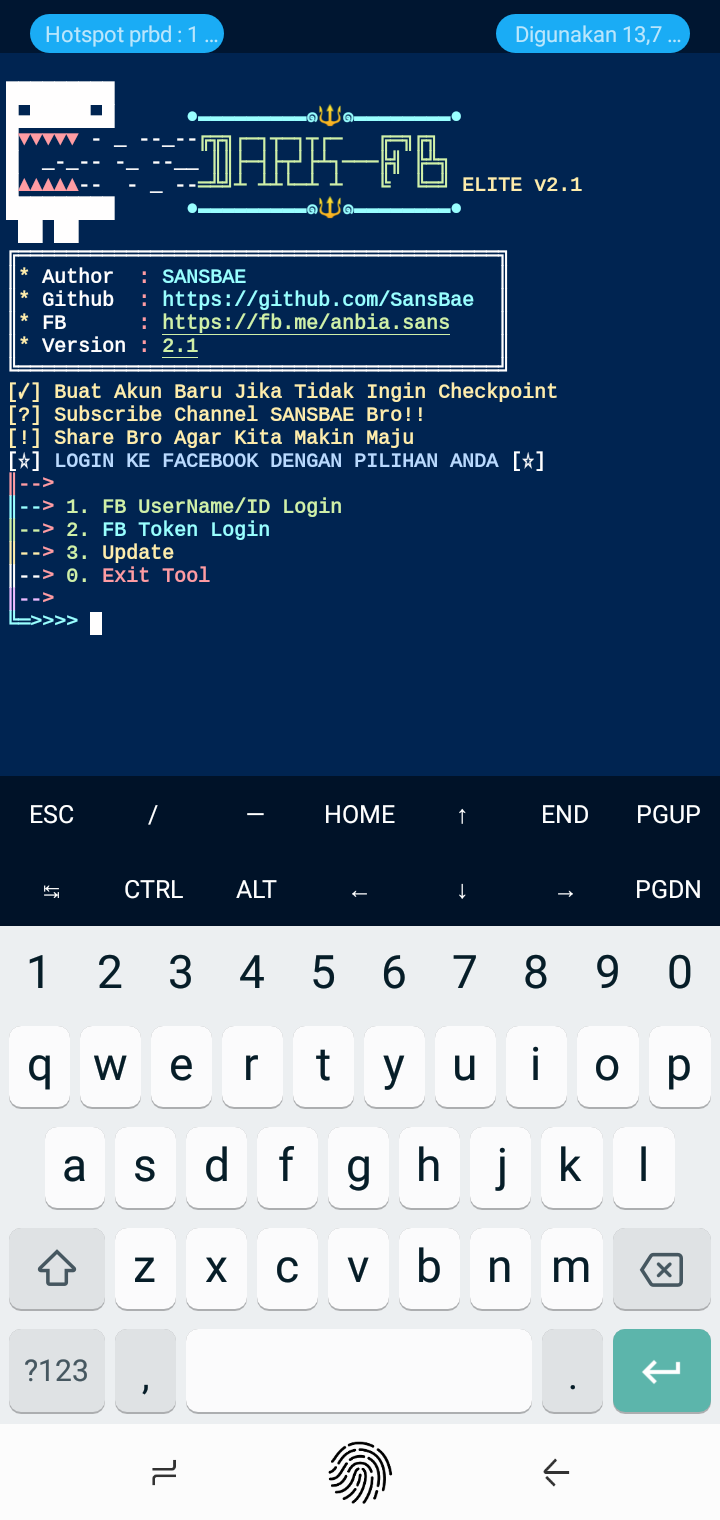 Hotspot prbd : 1 ...
Digunakan 13,7 ...
DARK-FB
ELITE v2.1
* Author : SANSBAE
* Github : https://github.com/SansBae
* FB : https://fb.me/anbia.sans
* Version : 2.1
[✓] Buat Akun Baru Jika Tidak Ingin Checkpoint
[?] Subscribe Channel SANSBAE Bro!!
[!] Share Bro Agar Kita Makin Maju
[☆] LOGIN KE FACEBOOK DENGAN PILIHAN ANDA [☆]
║-->
║--> 1. FB UserName/ID Login
║--> 2. FB Token Login
║--> 3. Update
║--> 0. Exit Tool
║-->
╚═>>>>
ESC / — HOME ↑ END PGUP
↹ CTRL ALT ← ↓ → PGDN
1 2 3 4 5 6 7 8 9 0
q w e r t y u i o p
a s d f g h j k l
z x c v b n m
?123 , .